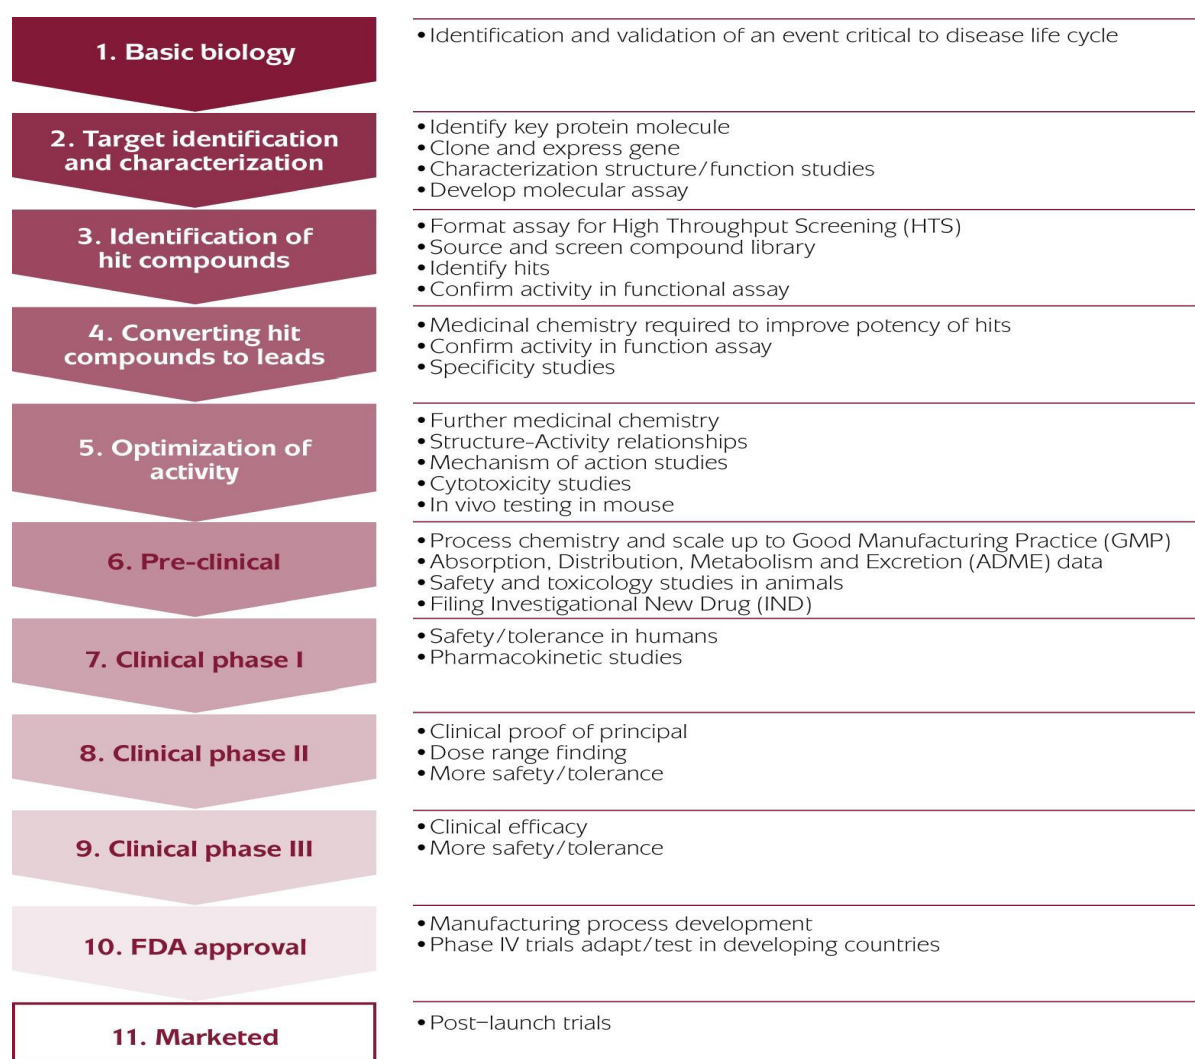 1. Basic biology
• Identification and validation of an event critical to disease life cycle
2. Target identification
and characterization
• Identify key protein molecule
• Clone and express gene
• Characterization structure/function studies
• Develop molecular assay
3. Identification of
hit compounds
• Format assay for High Throughput Screening (HTS)
• Source and screen compound library
• Identify hits
• Confirm activity in functional assay
4. Converting hit
compounds to leads
• Medicinal chemistry required to improve potency of hits
• Confirm activity in function assay
• Specificity studies
5. Optimization of
activity
• Further medicinal chemistry
• Structure-Activity relationships
• Mechanism of action studies
• Cytotoxicity studies
• In vivo testing in mouse
6. Pre-clinical
• Process chemistry and scale up to Good Manufacturing Practice (GMP)
• Absorption, Distribution, Metabolism and Excretion (ADME) data
• Safety and toxicology studies in animals
• Filing Investigational New Drug (IND)
7. Clinical phase I
• Safety/tolerance in humans
• Pharmacokinetic studies
8. Clinical phase II
• Clinical proof of principal
• Dose range finding
• More safety/tolerance
9. Clinical phase III
• Clinical efficacy
• More safety/tolerance
10. FDA approval
• Manufacturing process development
• Phase IV trials adapt/test in developing countries
11. Marketed
• Post–launch trials